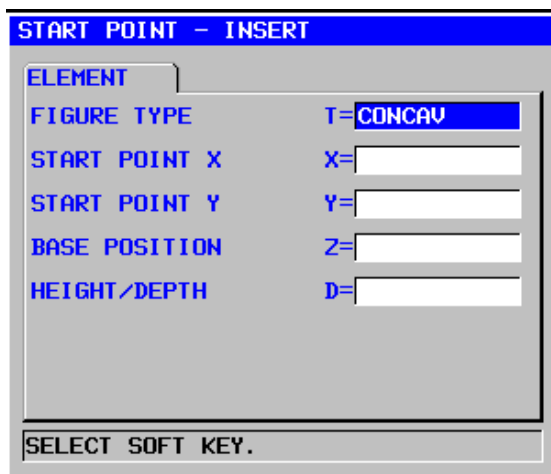 START POINT - INSERT
ELEMENT
FIGURE TYPE T=CONCAV
START POINT X X=
START POINT Y Y=
BASE POSITION Z=
HEIGHT/DEPTH D=
SELECT SOFT KEY.